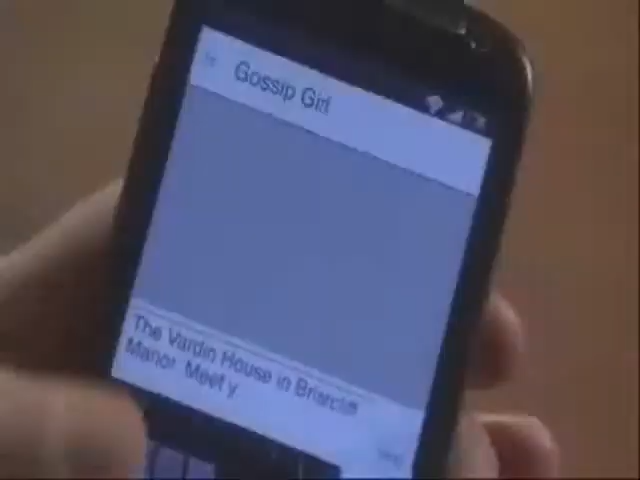 Gossip Girl
The Vardin House in Briarcliff
Manor. Meet y